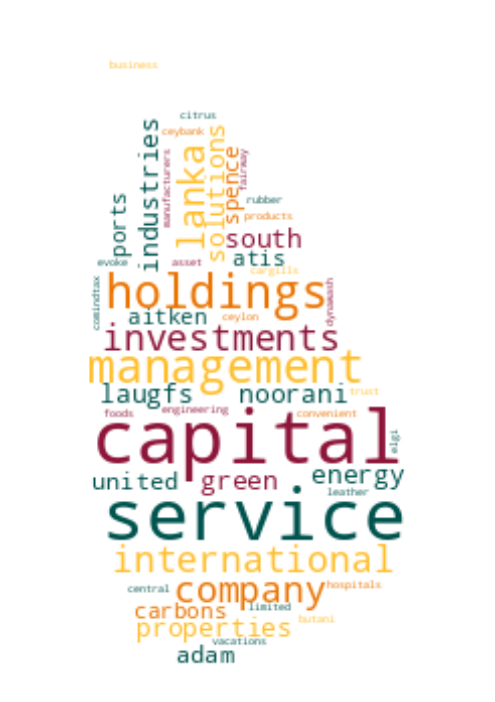 business
citrus
ceybank
industries
manufacturers
lanka
solutions
spence
fairway
ports
rubber
products
south
evoke
asset
atis
cargills
comindtax
holdings
dynawash
aitken
ceylon
investments
management
laugfs
noorani
trust
foods
engineering
convenient
capital
elgi
united
green
energy
leather
service
international
central
company
hospitals
carbons
limited
properties
butani
vacations
adam